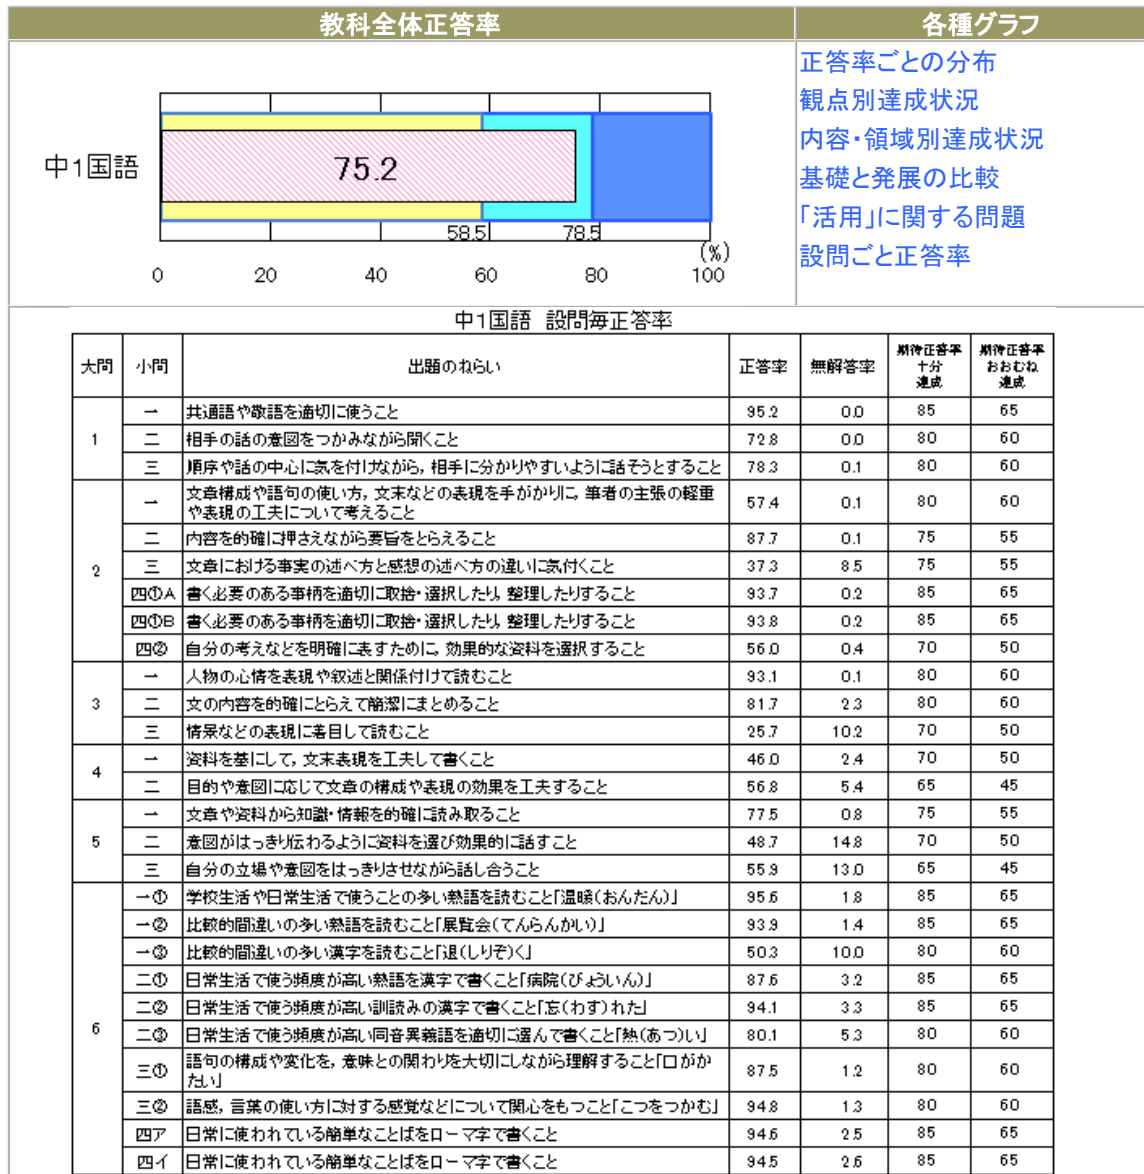 教科全体正答率 各種グラフ
正答率ごとの分布
観点別達成状況
内容・領域別達成状況
基礎と発展の比較
「活用」に関する問題
設問ごと正答率
中1国語 75.2
58.5 78.5
(%)
0 20 40 60 80 100
中1国語 設問毎正答率
大問 小問 出題のねらい 正答率 無解答率 期待正答率十分達成 期待正答率おおむね達成
1
一 共通語や敬語を適切に使うこと 95.2 0.0 85 65
二 相手の話の意図をつかみながら聞くこと 72.8 0.0 80 60
三 順序や話の中心に気を付けながら,相手に分かりやすいように話そうとすること 78.3 0.1 80 60
2
一 文章構成や語句の使い方,文末などの表現を手がかりに,筆者の主張の軽重
や表現の工夫について考えること 57.4 0.1 80 60
二 内容を的確に押さえながら要旨をとらえること 87.7 0.1 75 55
三 文章における事実の述べ方と感想の述べ方の違いに気付くこと 37.3 8.5 75 55
四①A 書く必要のある事柄を適切に取捨・選択したり,整理したりすること 93.7 0.2 85 65
四①B 書く必要のある事柄を適切に取捨・選択したり,整理したりすること 93.8 0.2 85 65
四② 自分の考えなどを明確に表すために,効果的な資料を選択すること 56.0 0.4 70 50
3
一 人物の心情を表現や叙述と関係付けて読むこと 93.1 0.1 80 60
二 文の内容を的確にとらえて簡潔にまとめること 81.7 2.3 80 60
三 情景などの表現に着目して読むこと 25.7 10.2 70 50
4
一 資料を基にして,文末表現を工夫して書くこと 46.0 2.4 70 50
二 目的や意図に応じて文章の構成や表現の効果を工夫すること 56.8 5.4 65 45
5
一 文章や資料から知識・情報を的確に読み取ること 77.5 0.8 75 55
二 意図がはっきり伝わるように資料を選び効果的に話すこと 48.7 14.8 70 50
三 自分の立場や意図をはっきりさせながら話し合うこと 55.9 13.0 65 45
6
一① 学校生活や日常生活で使うことの多い熟語を読むこと「温暖(おんだん)」 95.6 1.8 85 65
一② 比較的間違いの多い熟語を読むこと「展覧会(てんらんかい)」 93.9 1.4 85 65
一③ 比較的間違いの多い漢字を読むこと「退(しりぞ)く」 50.3 10.0 80 60
二① 日常生活で使う頻度が高い熟語を漢字で書くこと「病院(びょういん)」 87.6 3.2 85 65
二② 日常生活で使う頻度が高い訓読みの漢字で書くこと「忘(わす)れた」 94.1 3.3 85 65
二③ 日常生活で使う頻度が高い同音異義語を適切に選んで書くこと「熱(あつ)い」 80.1 5.3 80 60
三① 語句の構成や変化を,意味との関わりを大切にしながら理解すること「口がか
たい」 87.5 1.2 80 60
三② 語感,言葉の使い方に対する感覚などについて関心をもつこと「こつをつかむ」 94.8 1.3 80 60
四ア 日常に使われている簡単なことばをローマ字で書くこと 94.6 2.5 85 65
四イ 日常に使われている簡単なことばをローマ字で書くこと 94.5 2.6 85 65